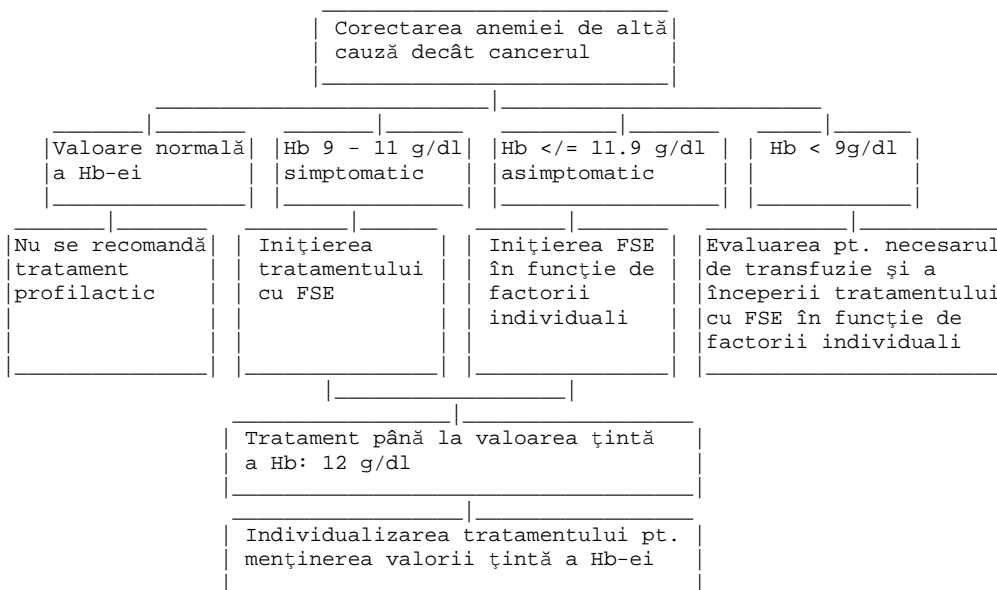 Corectarea anemiei de altă
cauză decât cancerul
Valoare normală
a Hb-ei
Hb 9 - 11 g/dl
simptomatic
Hb </= 11.9 g/dl
asimptomatic
Hb < 9g/dl
Nu se recomandă
tratament
profilactic
Iniţierea
tratamentului
cu FSE
Iniţierea FSE
în funcţie de
factorii
individuali
Evaluarea pt. necesarul
de transfuzie şi a
începerii tratamentului
cu FSE în funcţie de
factorii individuali
Tratament până la valoarea ţintă
a Hb: 12 g/dl
Individualizarea tratamentului pt.
menţinerea valorii ţintă a Hb-ei